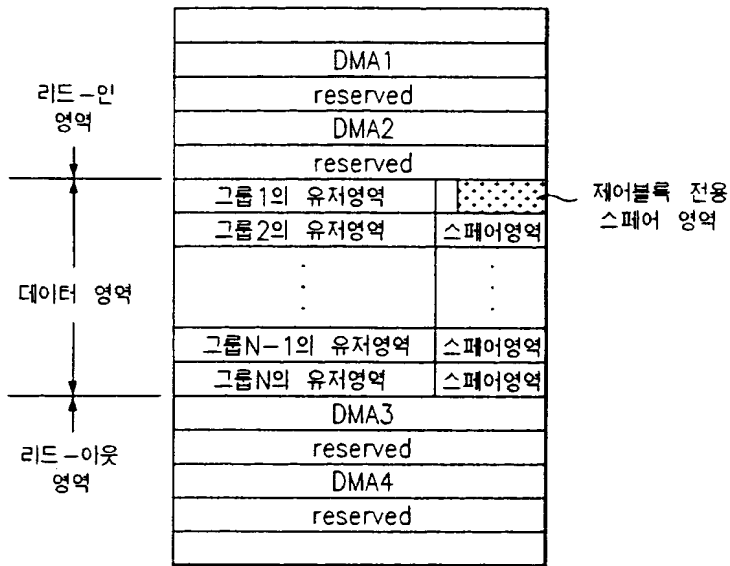 DMA1
reserved
DMA2
reserved
리드-인
영역
그룹1의 유저영역
제어블록 전용
스페어 영역
그룹2의 유저영역 스페어영역
데이터 영역
그룹N-1의 유저영역 스페어영역
그룹N의 유저영역 스페어영역
DMA3
reserved
DMA4
reserved
리드-아웃
영역